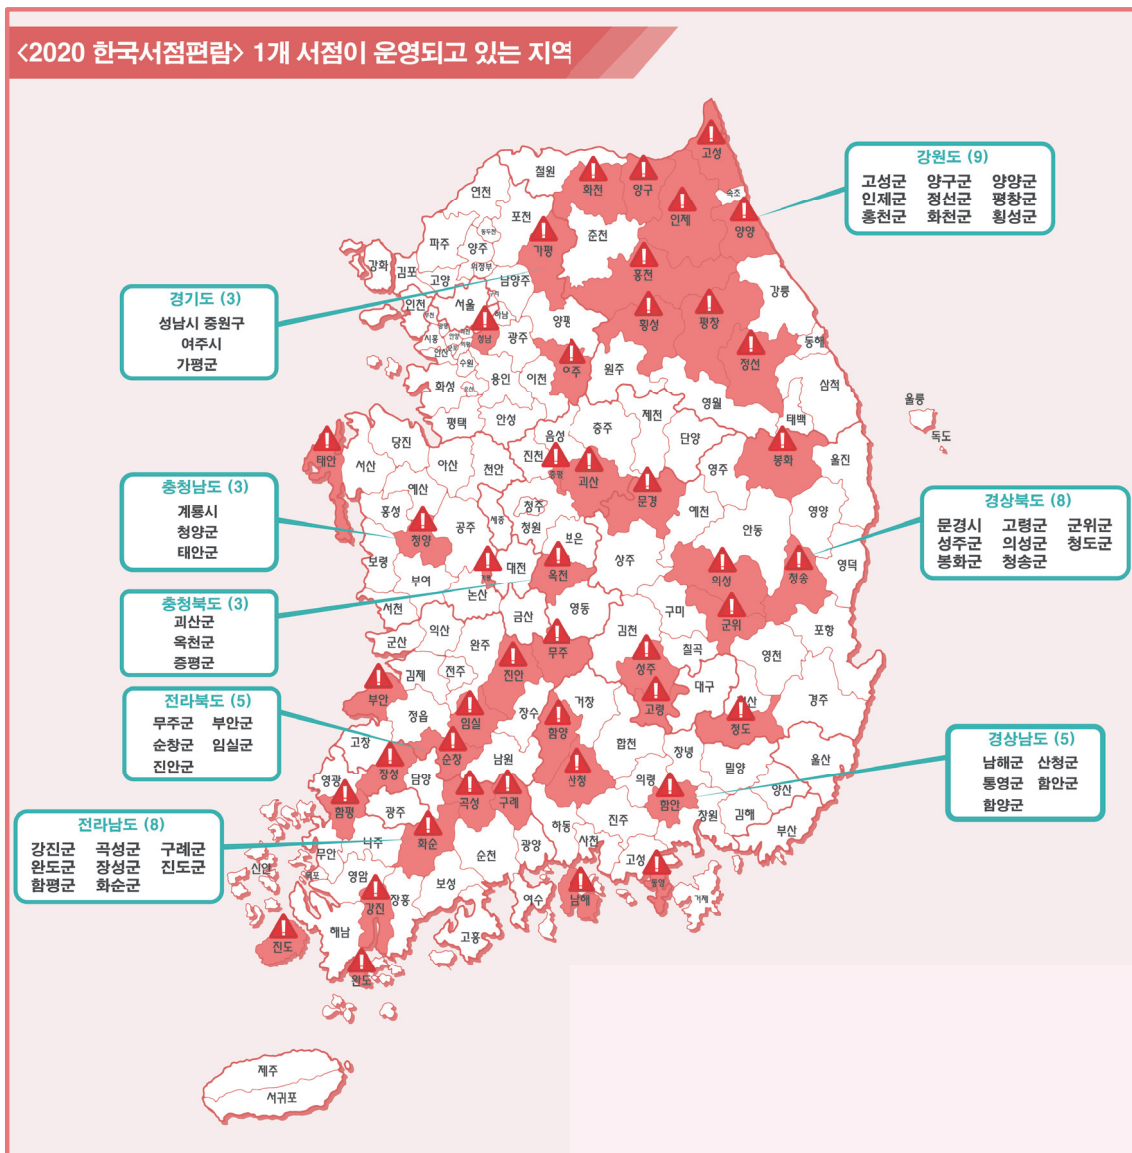 <2020 한국서점편람> 1개 서점이 운영되고 있는 지역
강원도 (9)
고성군 양구군 양양군
인제군 정선군 평창군
홍천군 화천군 횡성군
경기도 (3)
성남시 중원구
여주시
가평군
충청남도 (3)
계룡시
청양군
태안군
충청북도 (3)
괴산군
옥천군
증평군
전라북도 (5)
무주군 부안군
순창군 임실군
진안군
전라남도 (8)
강진군 곡성군 구례군
완도군 장성군 진도군
함평군 화순군
경상북도 (8)
문경시 고령군 군위군
성주군 의성군 청도군
봉화군 청송군
경상남도 (5)
남해군 산청군
통영군 함안군
함양군
고성
철원
화천
양구
연천
속초
인제
포천
양양
동두천
춘천
파주
양주
가평
강화
김포
의정부
홍천
고양
남양주
강릉
인천
서울
구리
하남
양평
횡성
평창
시흥
성남
광주
동해
정선
안산
수원
여주
원주
화성
용인
이천
삼척
오산
영월
울릉
평택
안성
제천
태백
독도
음성
충주
당진
단양
태안
서산
아산
천안
진천
증평
괴산
봉화
울진
영주
예산
문경
홍성
청주
예천
영양
청양
공주
세종
청원
보은
안동
보령
대전
옥천
상주
의성
청송
영덕
부여
논산
서천
금산
영동
구미
군위
군산
익산
완주
무주
김천
포항
칠곡
영천
김제
전주
진안
성주
대구
부안
고령
경주
정읍
임실
장수
거창
함양
청도
고창
순창
남원
합천
창녕
밀양
울산
영광
장성
담양
산청
의령
함평
곡성
구례
함안
양산
광주
창원
김해
화순
하동
진주
부산
무안
나주
순천
광양
사천
신안
고성
목포
영암
통영
보성
강진
장흥
여수
남해
거제
해남
고흥
진도
완도
제주
서귀포